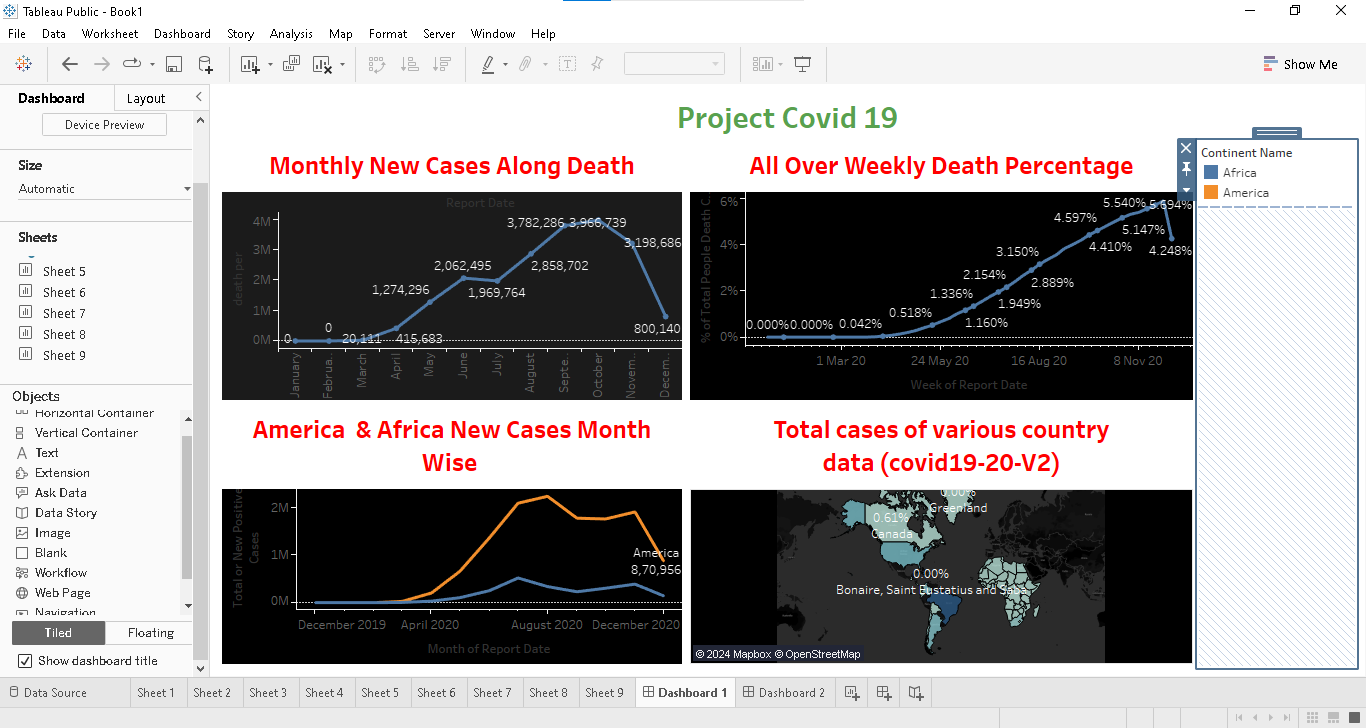 Tableau Public - Book1
File Data Worksheet Dashboard Story Analysis Map Format Server Window Help
Show Me
Dashboard Layout
Device Preview
Size
Automatic
Sheets
Sheet 5
Sheet 6
Sheet 7
Sheet 8
Sheet 9
Objects
Horizontal Container
Vertical Container
Text
Extension
Ask Data
Data Story
Image
Blank
Workflow
Web Page
Navigation
Tiled Floating
Show dashboard title
Project Covid 19
Monthly New Cases Along Death
Report Date
death per
4M
3M
2M
1M
0M
0
0
20,111
415,683
1,274,296
2,062,495
1,969,764
2,858,702
3,782,286
3,966,739
3,198,686
800,140
January
Februa..
March
April
May
June
July
August
Septe..
October
Novem..
Decem..
All Over Weekly Death Percentage
% of Total People Death C..
6%
4%
2%
0%
0.000%
0.000%
0.042%
0.518%
1.336%
1.160%
2.154%
1.949%
3.150%
2.889%
4.597%
4.410%
5.540%
5.147%
5.694%
4.248%
1 Mar 20
24 May 20
16 Aug 20
8 Nov 20
Week of Report Date
Continent Name
Africa
America
America & Africa New Cases Month
Wise
Total or New Positive
Cases
2M
1M
0M
America
8,70,956
December 2019
April 2020
August 2020
December 2020
Month of Report Date
Total cases of various country
data (covid19-20-V2)
0.00%
Greenland
0.61%
Canada
0.00%
Bonaire, Saint Eustatius and Saba
© 2024 Mapbox © OpenStreetMap
Data Source Sheet 1 Sheet 2 Sheet 3 Sheet 4 Sheet 5 Sheet 6 Sheet 7 Sheet 8 Sheet 9 Dashboard 1 Dashboard 2